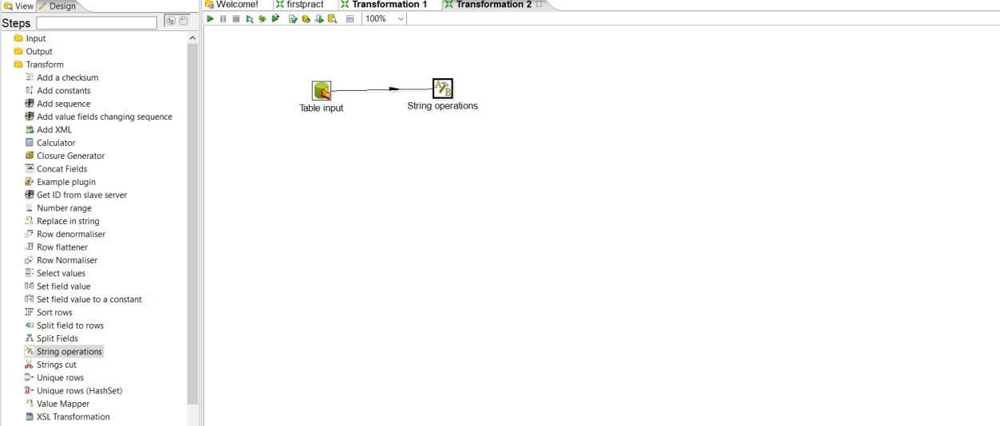 View Design
Welcome! firstpract Transformation 1 Transformation 2
Steps
100%
Input
Output
Transform
Add a checksum
Add constants
Add sequence
Add value fields changing sequence
Add XML
Calculator
Closure Generator
Concat Fields
Example plugin
Get ID from slave server
Number range
Replace in string
Row denormaliser
Row flattener
Row Normaliser
Select values
Set field value
Set field value to a constant
Sort rows
Split field to rows
Split Fields
String operations
Strings cut
Unique rows
Unique rows (HashSet)
Value Mapper
XSL Transformation
Table input
String operations